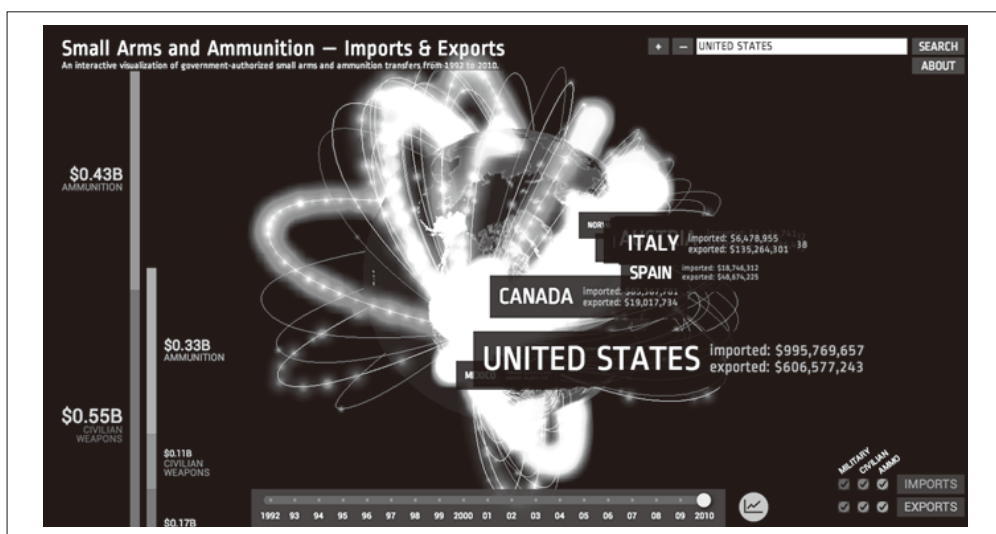 Small Arms and Ammunition — Imports & Exports
An interactive visualization of government-authorized small arms and ammunition transfers from 1992 to 2010.
+ − UNITED STATES SEARCH
ABOUT
$0.43B
AMMUNITION
ITALY
imported: $6,478,955
exported: $135,264,301
SPAIN
imported: $18,746,312
exported: $48,674,225
CANADA
imported:
exported: $19,017,734
UNITED STATES
imported: $995,769,657
exported: $606,577,243
$0.33B
AMMUNITION
$0.55B
CIVILIAN
WEAPONS
$0.11B
CIVILIAN
WEAPONS
$0.17B
MILITARY CIVILIAN AMMO
IMPORTS
EXPORTS
1992 93 94 95 96 97 98 99 2000 01 02 03 04 05 06 07 08 09 2010